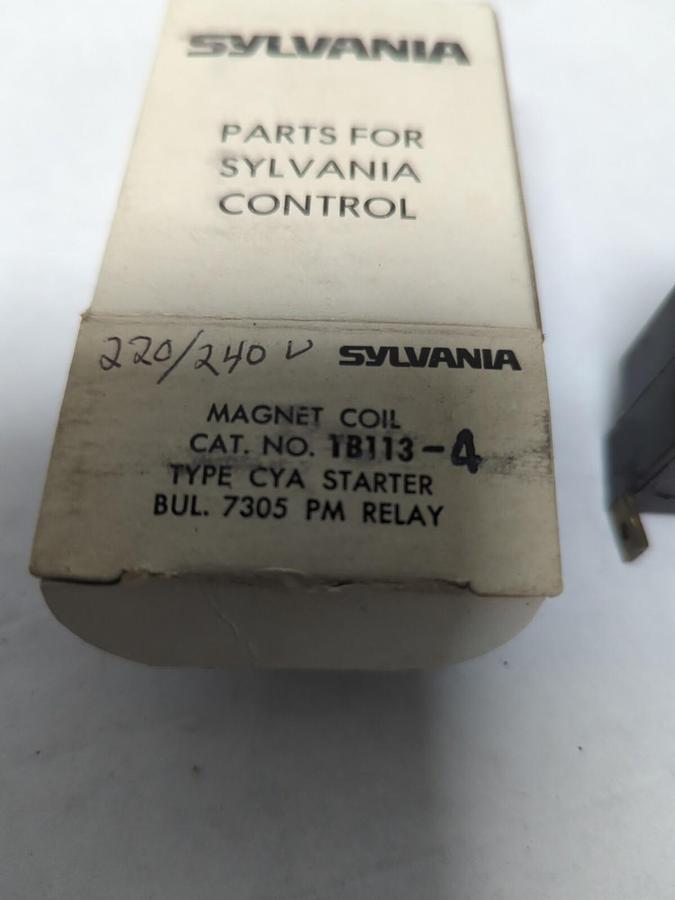 SYLVANIA
PARTS FOR
SYLVANIA
CONTROL
220/240 V SYLVANIA
MAGNET COIL
CAT. NO. TB113-4
TYPE CYA STARTER
BUL. 7305 PM RELAY